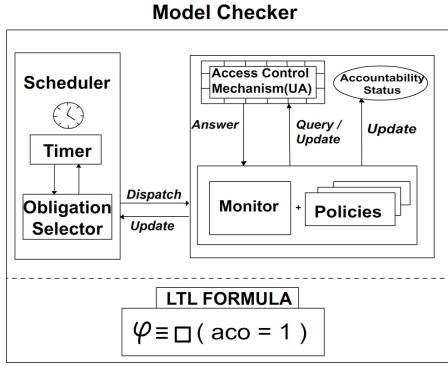 Model Checker
Scheduler
Timer
Obligation
Selector
Dispatch
Update
Access Control
Mechanism(UA)
Accountability
Status
Answer
Query /
Update
Update
Monitor
+
Policies
LTL FORMULA
φ ≡ □ ( aco = 1 )